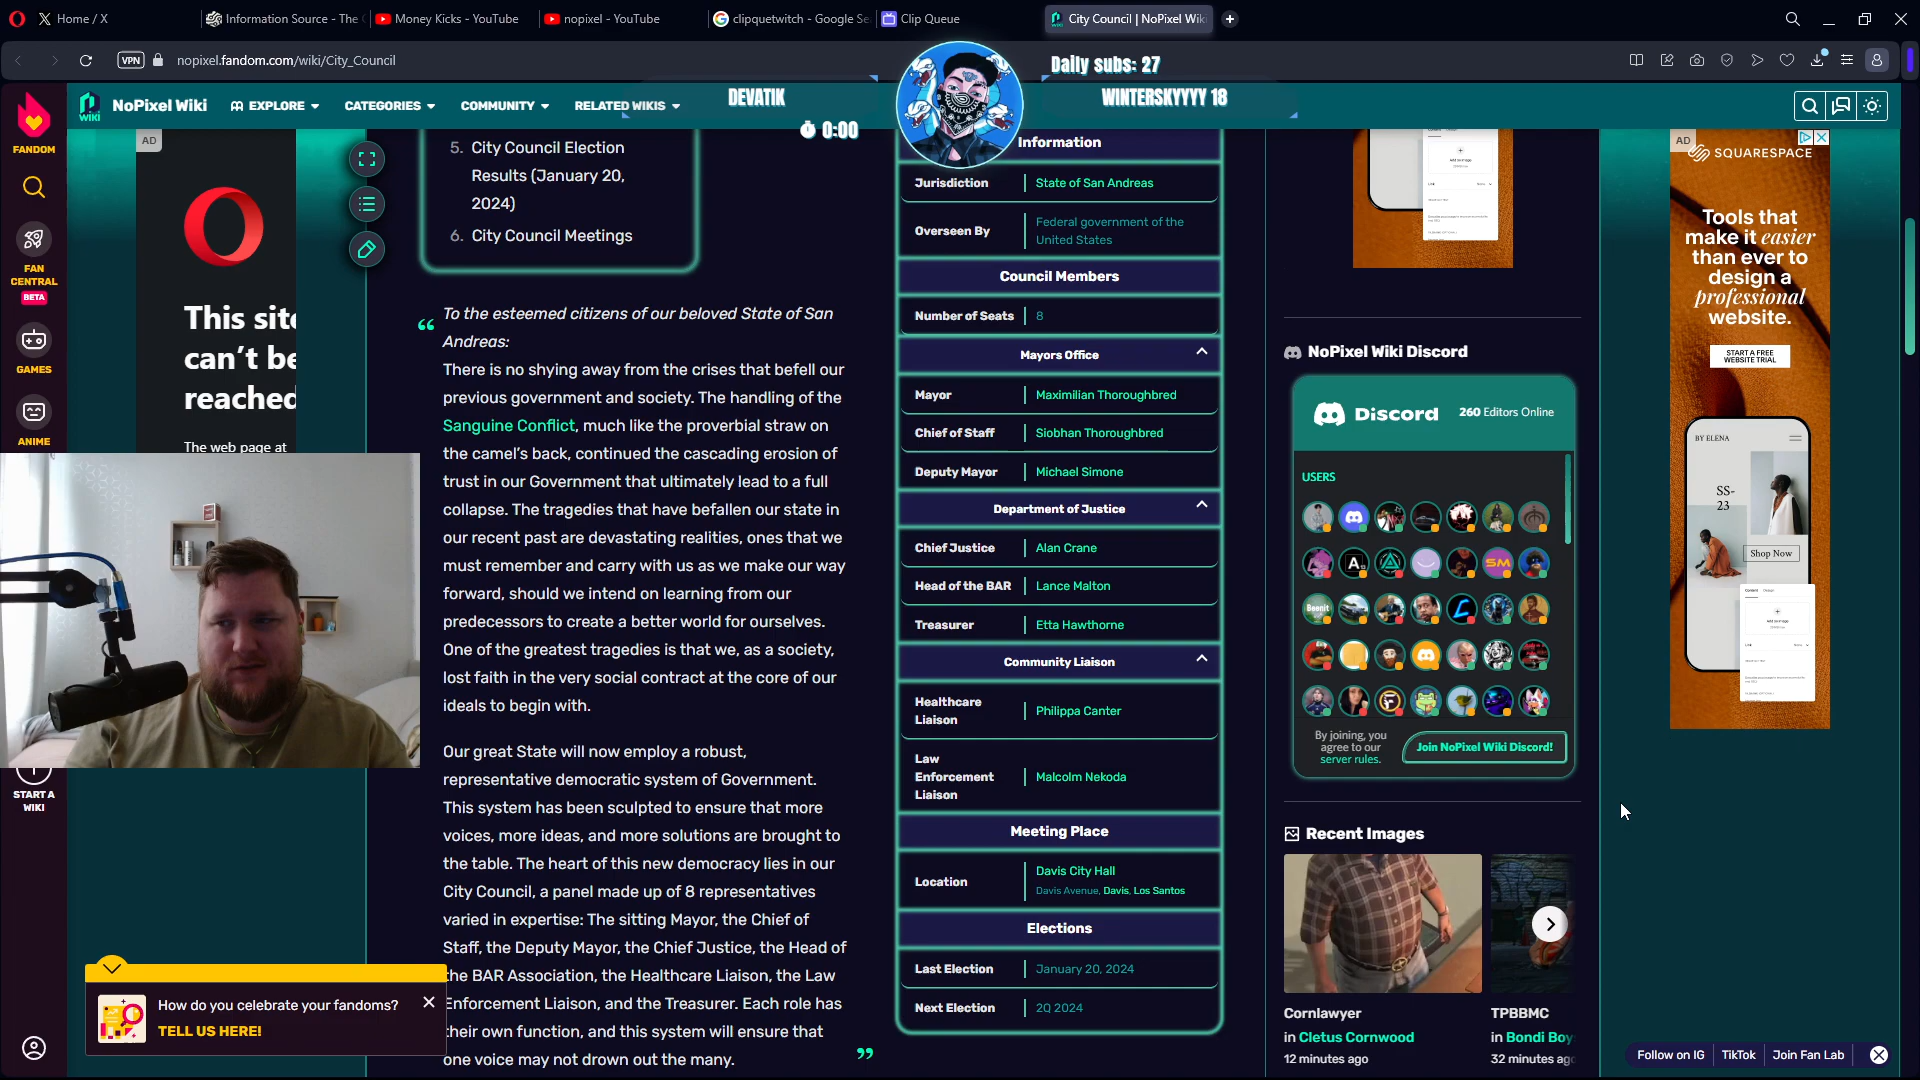 Home / X
Information Source - The
Money Kicks - YouTube
nopixel - YouTube
clipquetwitch - Google Se
Clip Queue
City Council | NoPixel Wiki
VPN
nopixel.fandom.com/wiki/City_Council
Daily subs: 27
DEVATIK
WINTERSKYYYY 18
0:00
WIKI
NoPixel Wiki
EXPLORE
CATEGORIES
COMMUNITY
RELATED WIKIS
FANDOM
FAN CENTRAL
BETA
GAMES
ANIME
START A WIKI
AD
This site
can't be
reached
The web page at
5. City Council Election
Results (January 20,
2024)
6. City Council Meetings
“ To the esteemed citizens of our beloved State of San
Andreas:
There is no shying away from the crises that befell our
previous government and society. The handling of the
Sanguine Conflict, much like the proverbial straw on
the camel's back, continued the cascading erosion of
trust in our Government that ultimately lead to a full
collapse. The tragedies that have befallen our state in
our recent past are devastating realities, ones that we
must remember and carry with us as we make our way
forward, should we intend on learning from our
predecessors to create a better world for ourselves.
One of the greatest tragedies is that we, as a society,
lost faith in the very social contract at the core of our
ideals to begin with.
Our great State will now employ a robust,
representative democratic system of Government.
This system has been sculpted to ensure that more
voices, more ideas, and more solutions are brought to
the table. The heart of this new democracy lies in our
City Council, a panel made up of 8 representatives
varied in expertise: The sitting Mayor, the Chief of
Staff, the Deputy Mayor, the Chief Justice, the Head of
the BAR Association, the Healthcare Liaison, the Law
Enforcement Liaison, and the Treasurer. Each role has
their own function, and this system will ensure that
one voice may not drown out the many. ”
Information
Jurisdiction State of San Andreas
Overseen By Federal government of the
United States
Council Members
Number of Seats 8
Mayors Office
Mayor Maximilian Thoroughbred
Chief of Staff Siobhan Thoroughbred
Deputy Mayor Michael Simone
Department of Justice
Chief Justice Alan Crane
Head of the BAR Lance Malton
Treasurer Etta Hawthorne
Community Liaison
Healthcare
Liaison Philippa Canter
Law
Enforcement Malcolm Nekoda
Liaison
Meeting Place
Location Davis City Hall
Davis Avenue, Davis, Los Santos
Elections
Last Election January 20, 2024
Next Election 2Q 2024
NoPixel Wiki Discord
Discord 260 Editors Online
USERS
SM
Beenit
By joining, you
agree to our
server rules.
Join NoPixel Wiki Discord!
Recent Images
Cornlawyer
in Cletus Cornwood
12 minutes ago
TPBBMC
in Bondi Boy
32 minutes ag
AD
SQUARESPACE
Tools that
make it easier
than ever to
design a
professional
website.
START A FREE
WEBSITE TRIAL
BY ELENA
SS-
23
Shop Now
How do you celebrate your fandoms?
TELL US HERE!
Follow on IG
TikTok
Join Fan Lab